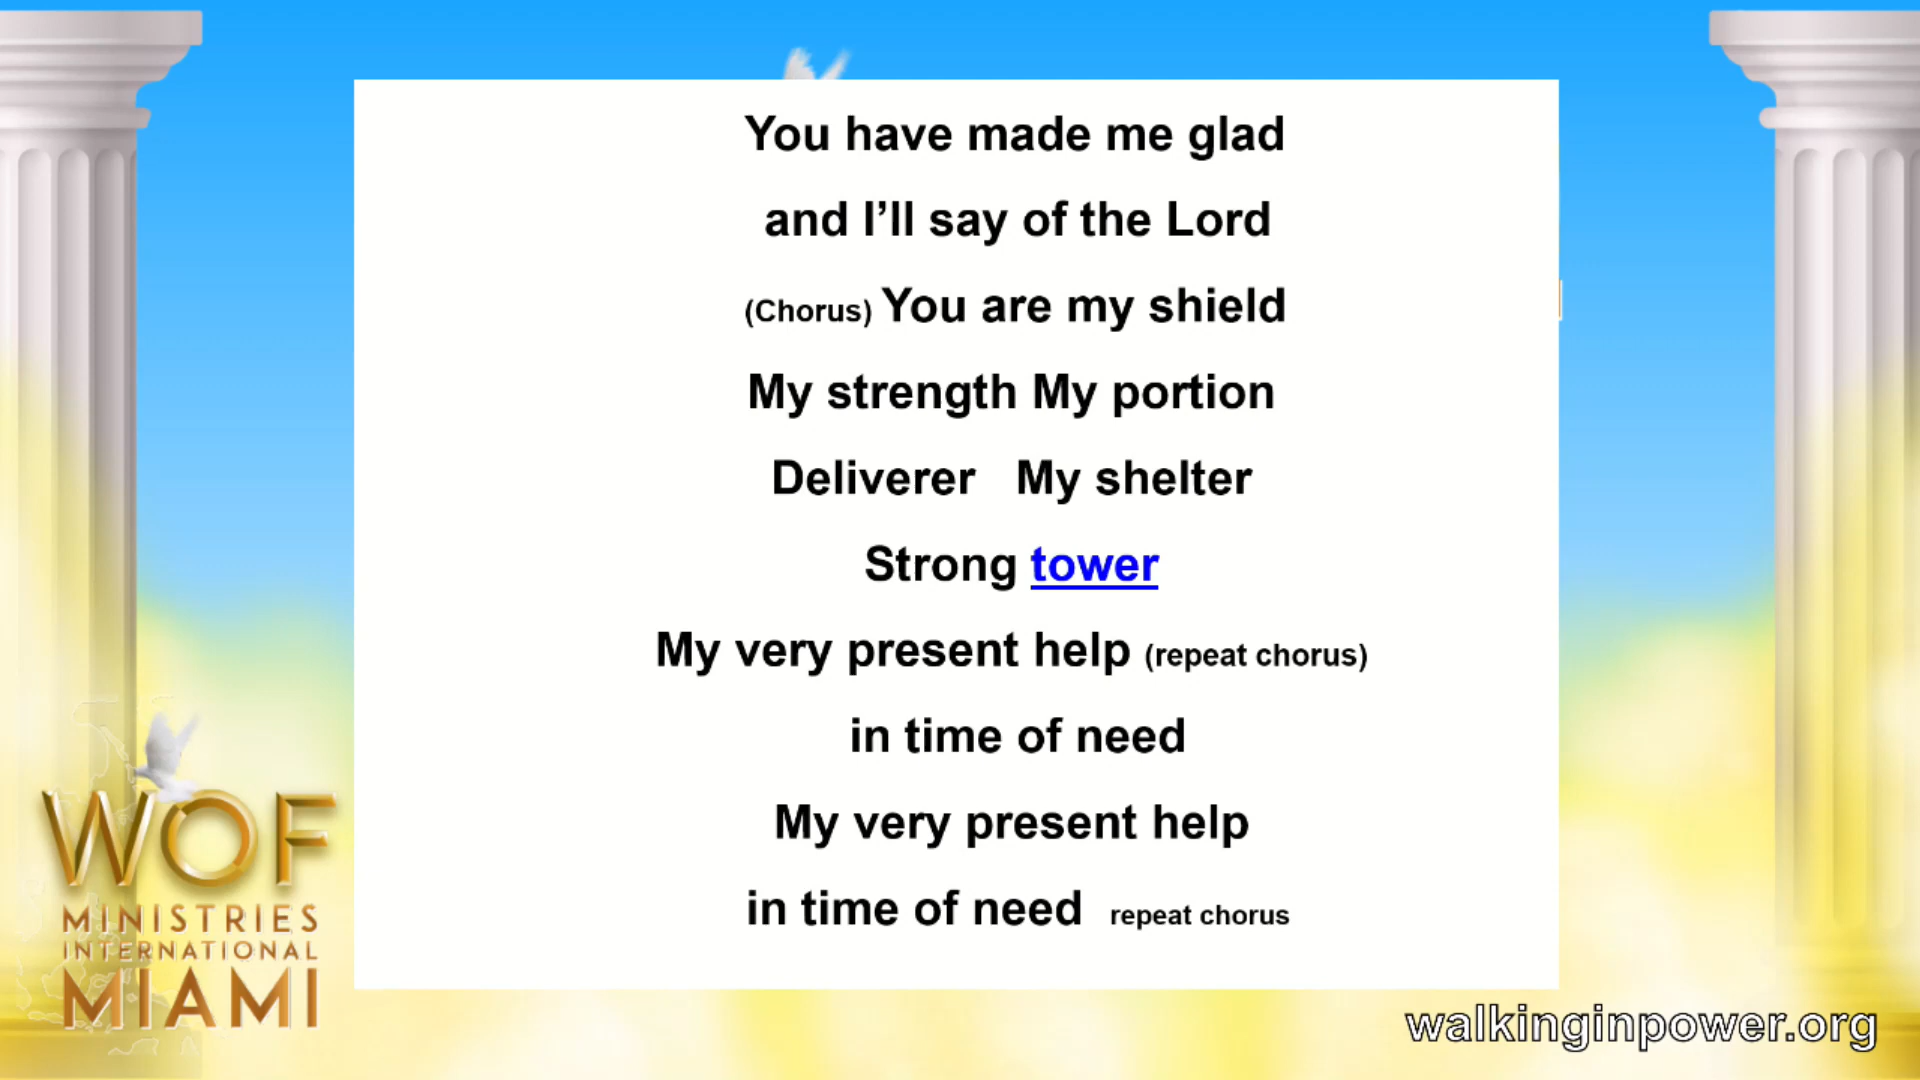 You have made me glad
and I’ll say of the Lord
(Chorus) You are my shield
My strength My portion
Deliverer My shelter
Strong tower
My very present help (repeat chorus)
in time of need
My very present help
in time of need repeat chorus
WOF
MINISTRIES
INTERNATIONAL
MIAMI
walkinginpower.org